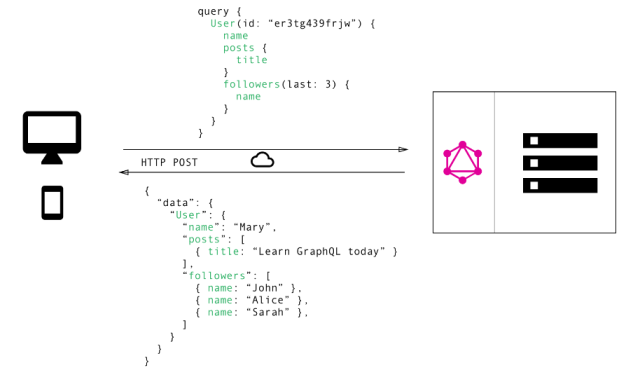 query {
User(id: “er3tg439frjw”) {
name
posts {
title
}
followers(last: 3) {
name
}
}
}
HTTP POST
{
“data”: {
“User”: {
“name”: “Mary”,
“posts”: [
{ title: “Learn GraphQL today” }
],
“followers”: [
{ name: “John” },
{ name: “Alice” },
{ name: “Sarah” },
]
}
}
}